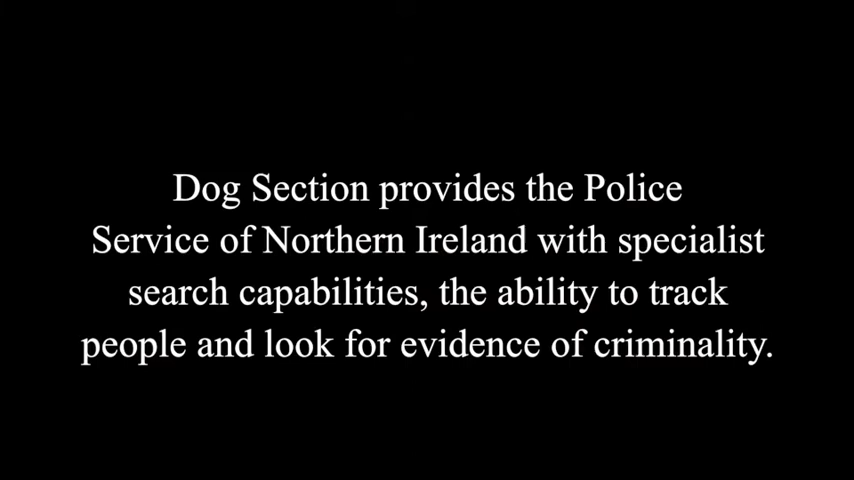 Dog Section provides the Police
Service of Northern Ireland with specialist
search capabilities, the ability to track
people and look for evidence of criminality.